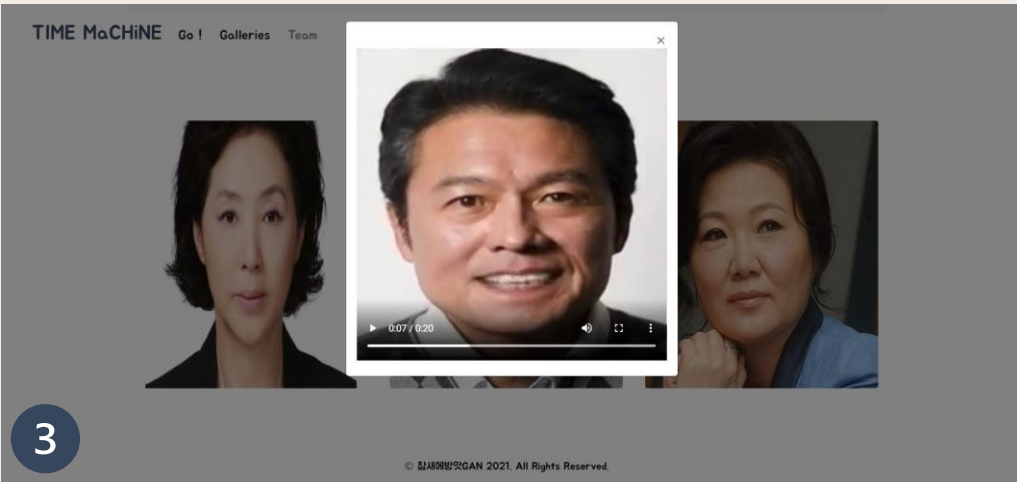 TIME MaCHiNE Go ! Galleries Team
×
0:07 / 0:20
3
© 참새에방앗GAN 2021. All Rights Reserved.